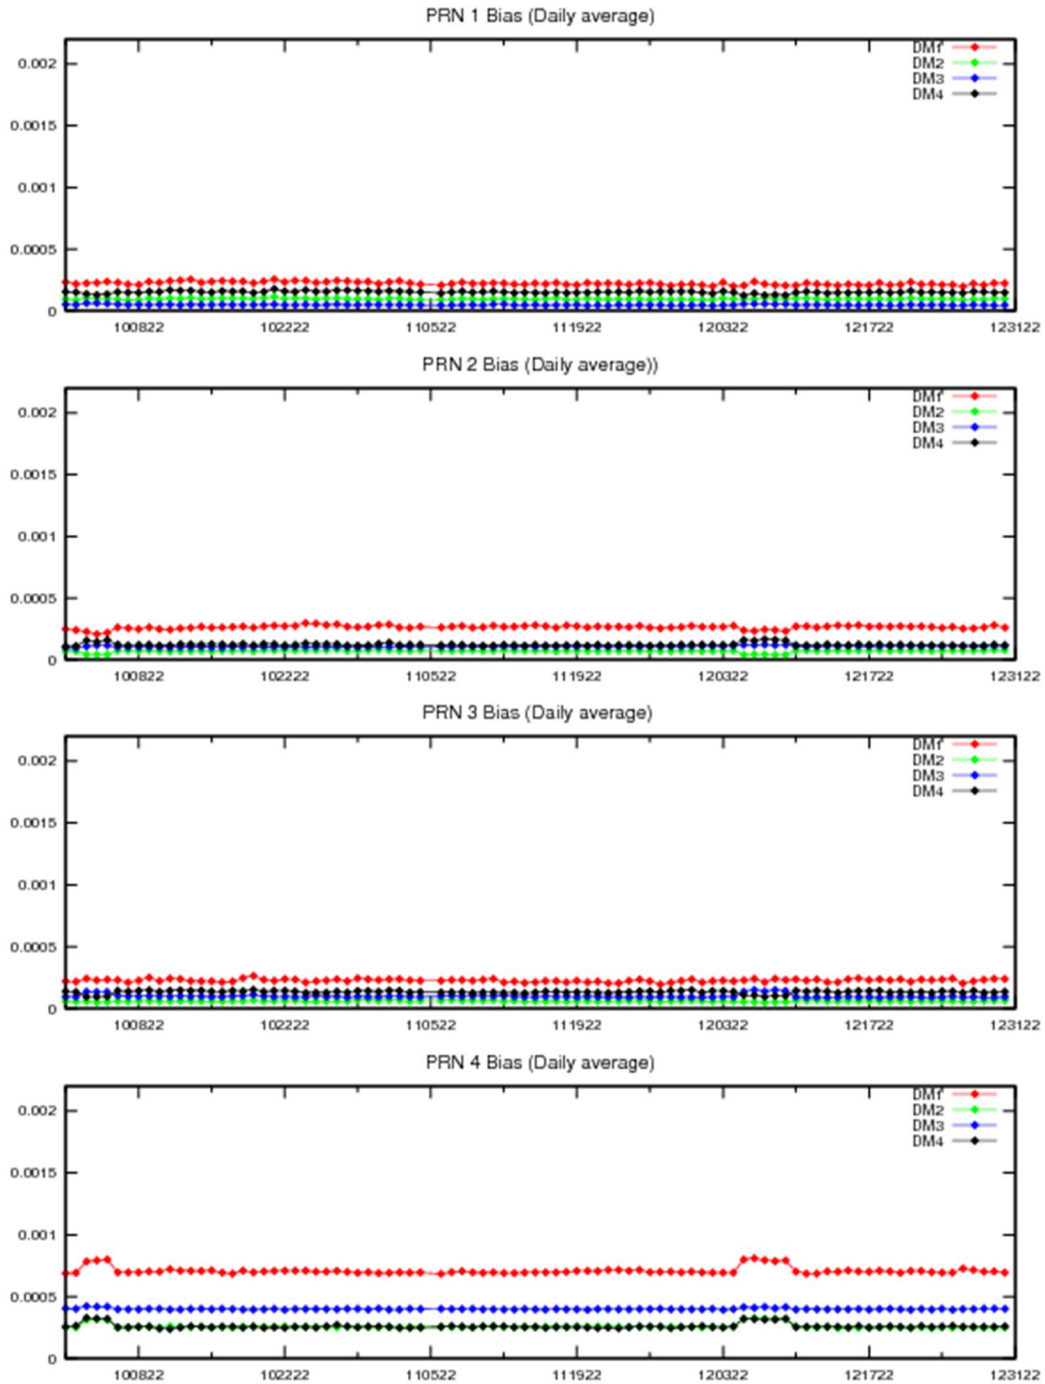 PRN 1 Bias (Daily average)
DM1
0.002
DM2
DM3
DM4
0.0015
0.001
0.0005
0
100822 102222 110522 111922 120322 121722 123122
PRN 2 Bias (Daily average))
DM1
0.002
DM2
DM3
DM4
0.0015
0.001
0.0005
0
100822 102222 110522 111922 120322 121722 123122
PRN 3 Bias (Daily average)
DM1
0.002
DM2
DM3
DM4
0.0015
0.001
0.0005
0
100822 102222 110522 111922 120322 121722 123122
PRN 4 Bias (Daily average)
DM1
0.002
DM2
DM3
DM4
0.0015
0.001
0.0005
0
100822 102222 110522 111922 120322 121722 123122